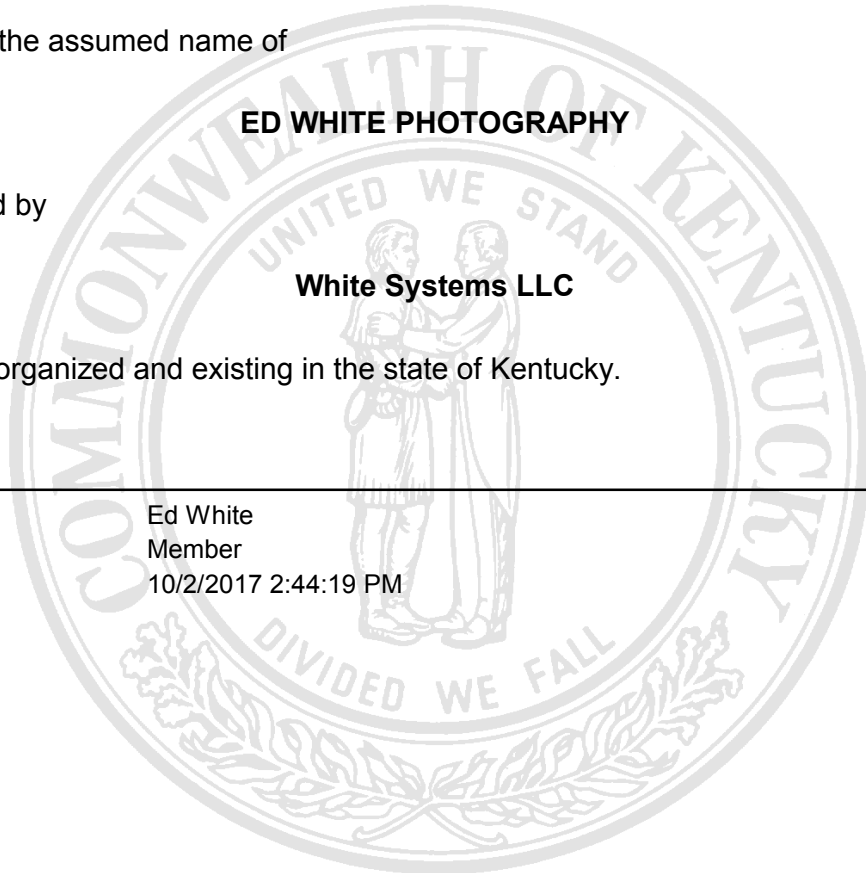 the assumed name of
ED WHITE PHOTOGRAPHY
d by
White Systems LLC
organized and existing in the state of Kentucky.
Ed White
Member
10/2/2017 2:44:19 PM
COMMONWEALTH OF KENTUCKY
UNITED WE STAND
DIVIDED WE FALL